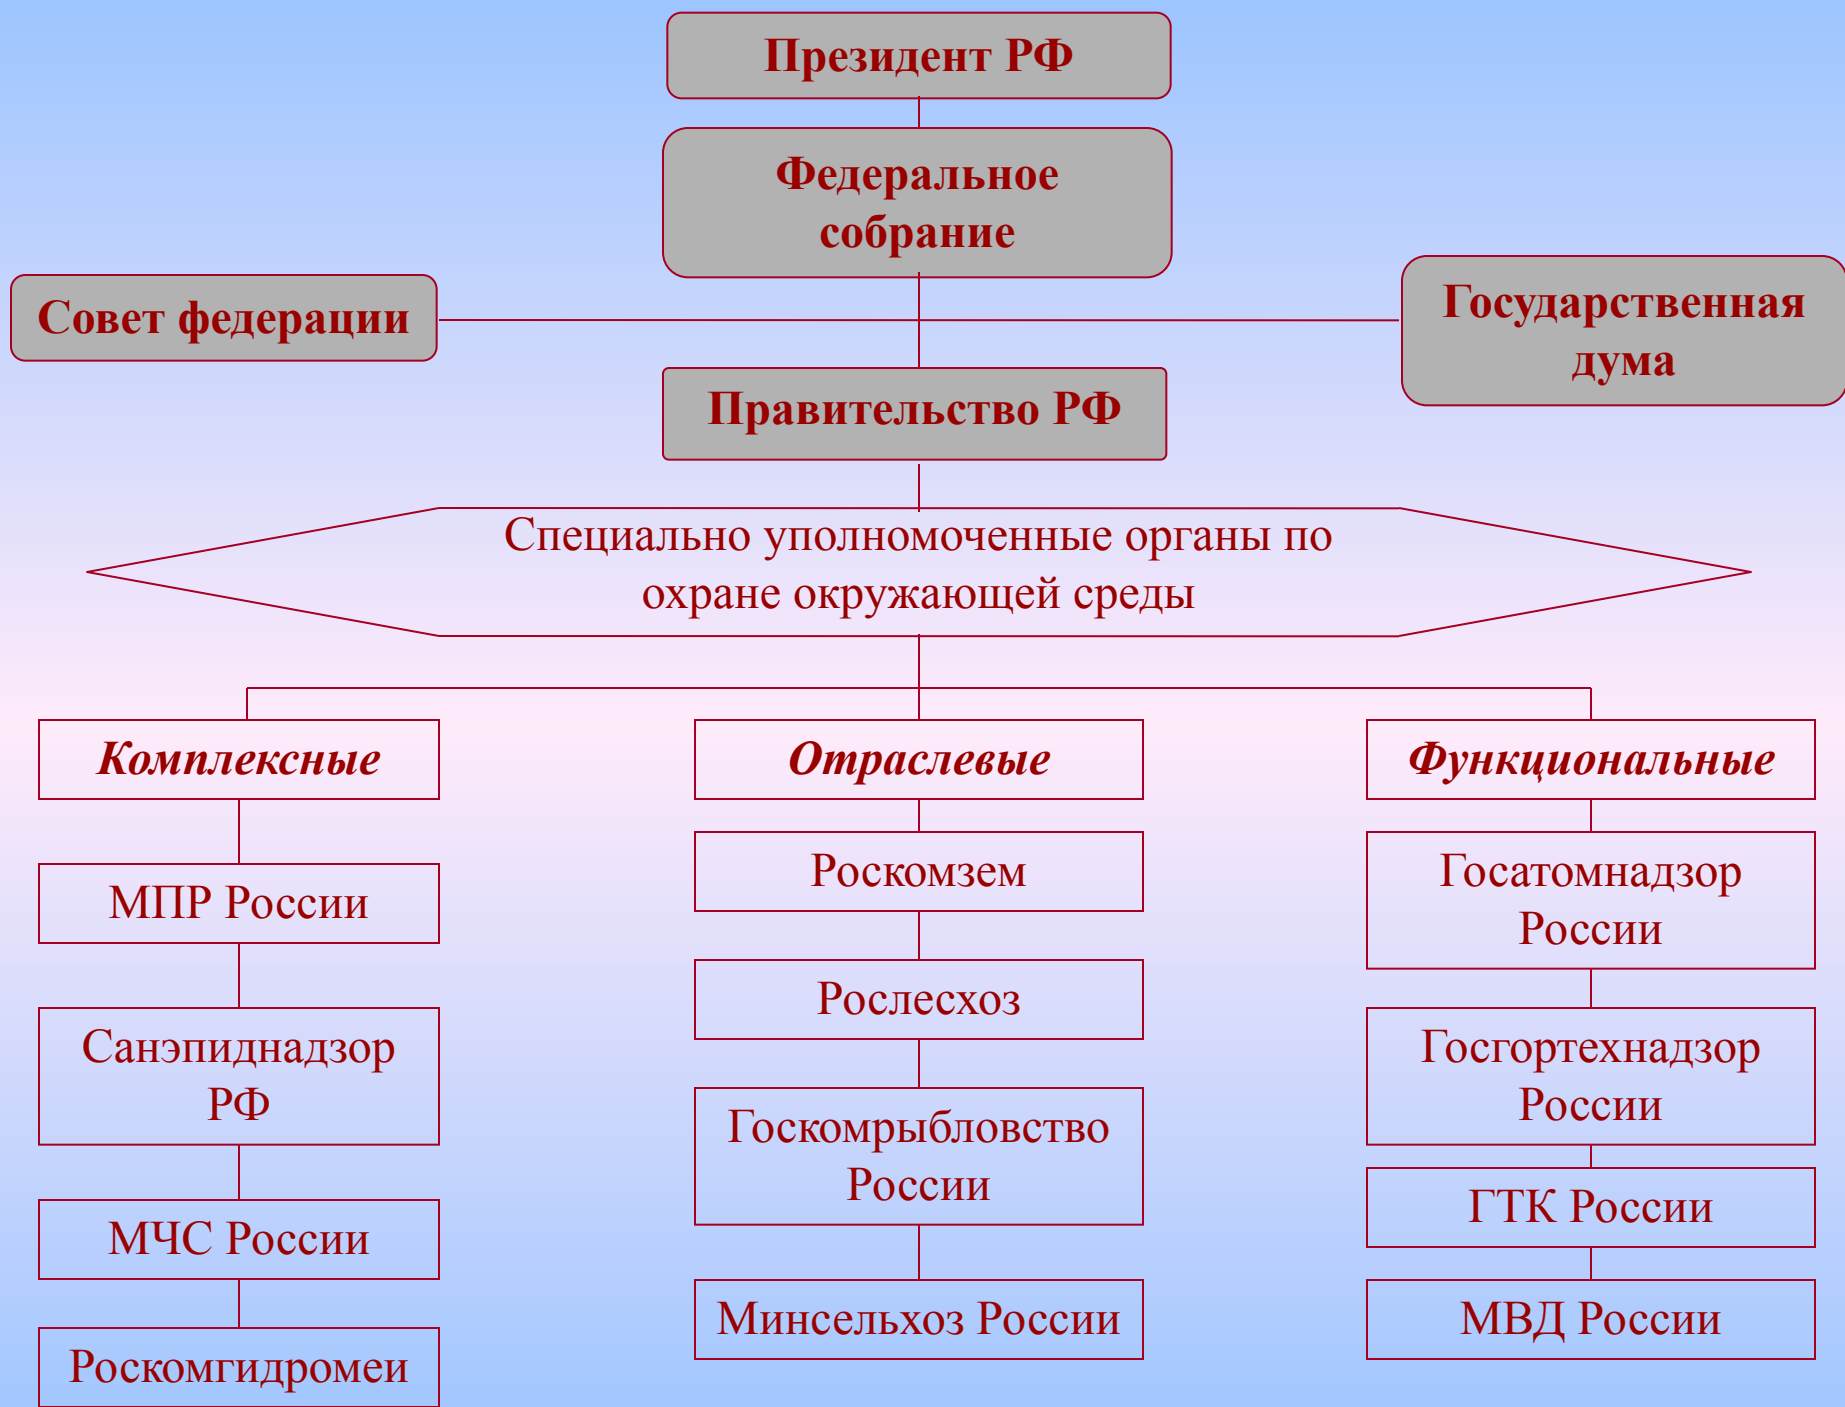 Президент РФ
Федеральное
собрание
Совет федерации
Государственная
дума
Правительство РФ
Специально уполномоченные органы по
охране окружающей среды
Комплексные
Отраслевые
Функциональные
МПР России
Санэпиднадзор
РФ
МЧС России
Роскомгидромеи
Роскомзем
Рослесхоз
Госкомрыбловство
России
Минсельхоз России
Госатомнадзор
России
Госгортехнадзор
России
ГТК России
МВД России